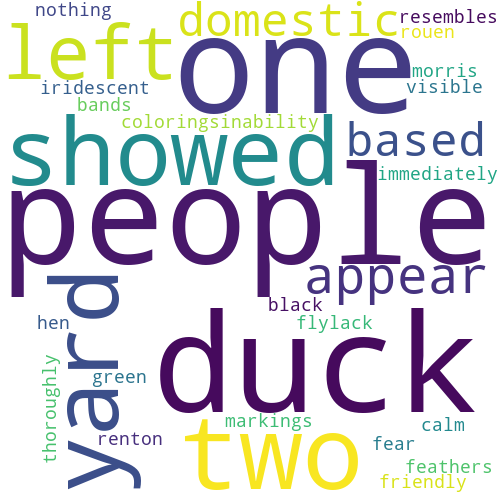 nothing
domestic
resembles
left
one
rouen
iridescent
morris
visible
bands
coloringsinability
showed
based
immediately
people
appear
yard
black
hen
duck
flylack
green
thoroughly
markings
calm
renton
two
fear
feathers
friendly